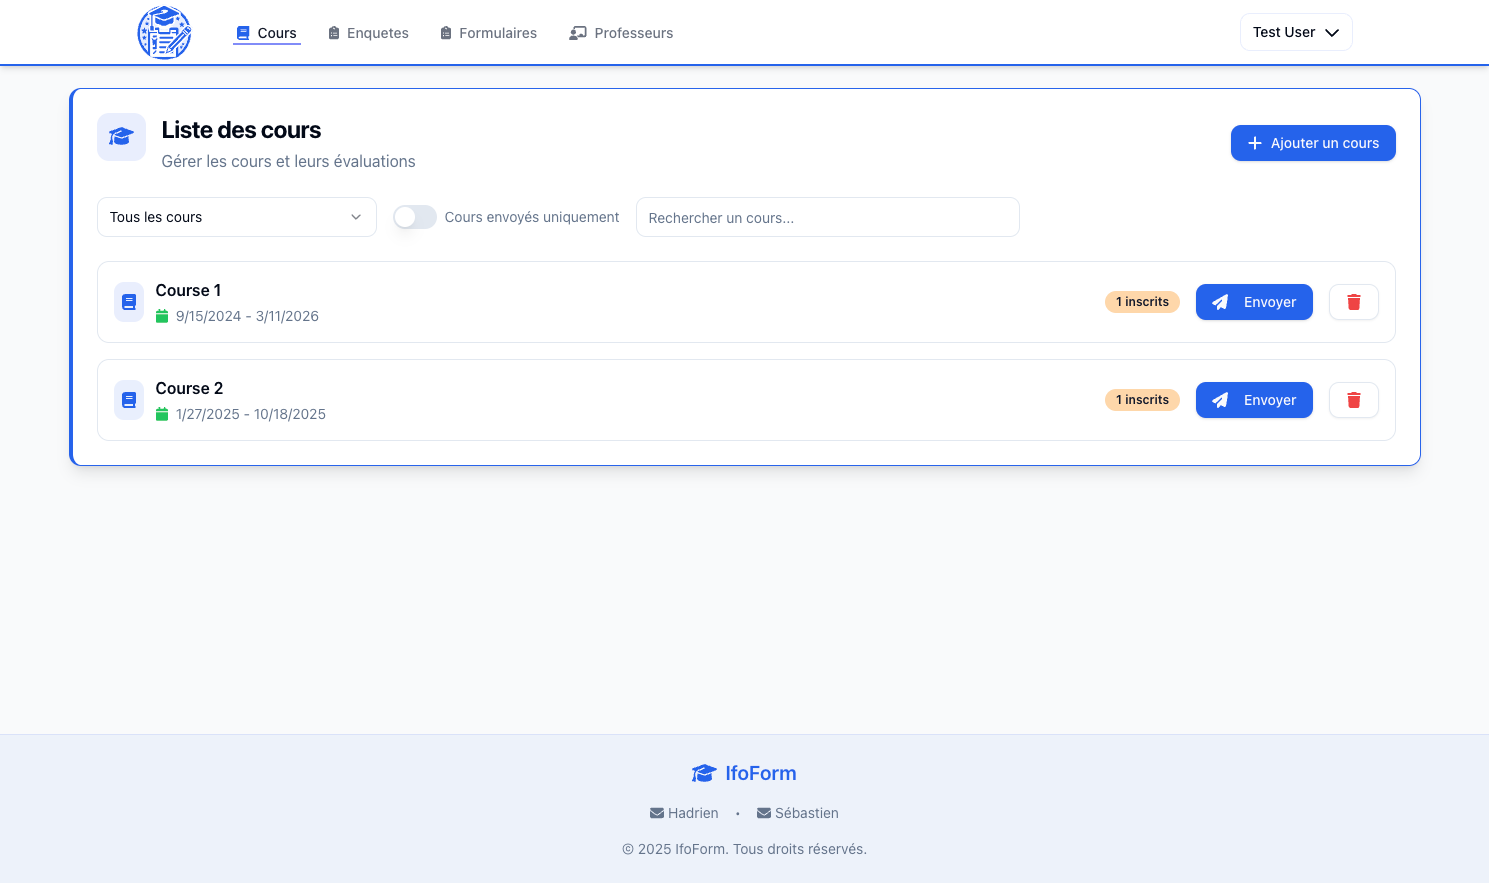 Cours Enquetes Formulaires Professeurs Test User
Liste des cours
Gérer les cours et leurs évaluations
Ajouter un cours
Tous les cours Cours envoyés uniquement Rechercher un cours...
Course 1
9/15/2024 - 3/11/2026
1 inscrits Envoyer
Course 2
1/27/2025 - 10/18/2025
1 inscrits Envoyer
IfoForm
Hadrien • Sébastien
© 2025 IfoForm. Tous droits réservés.